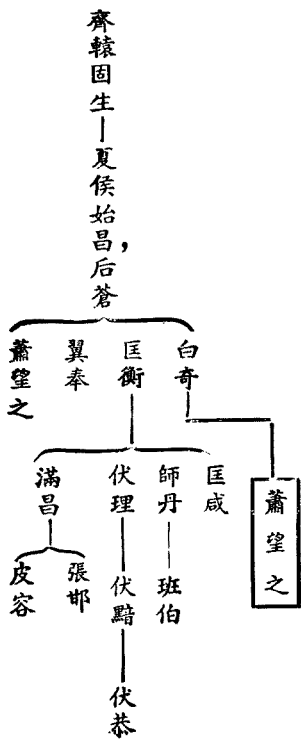 齊轅固生—夏侯始昌，后蒼
白奇
匡衡
翼奉
蕭望之
蕭望之
匡咸
師丹—班伯
伏理—伏黯—伏恭
滿昌
張邯
皮容